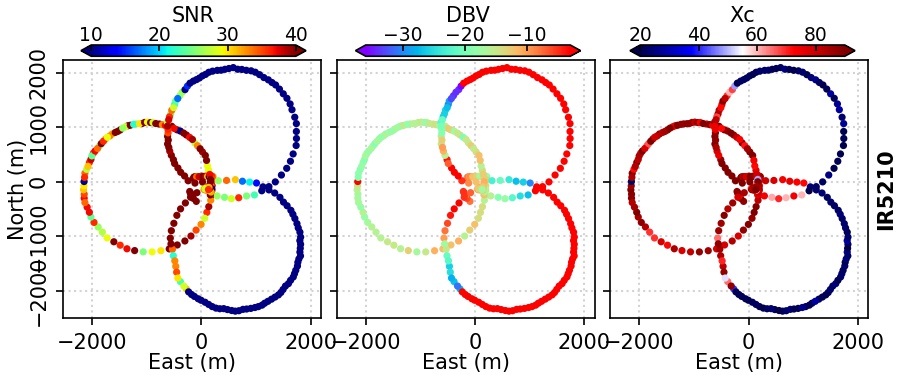 SNR DBV Xc
10 20 30 40 −30 −20 −10 20 40 60 80
North (m)
2000
1000
0
−1000
−2000
IR5210
−2000 0 2000 −2000 0 2000 −2000 0 2000
East (m) East (m) East (m)